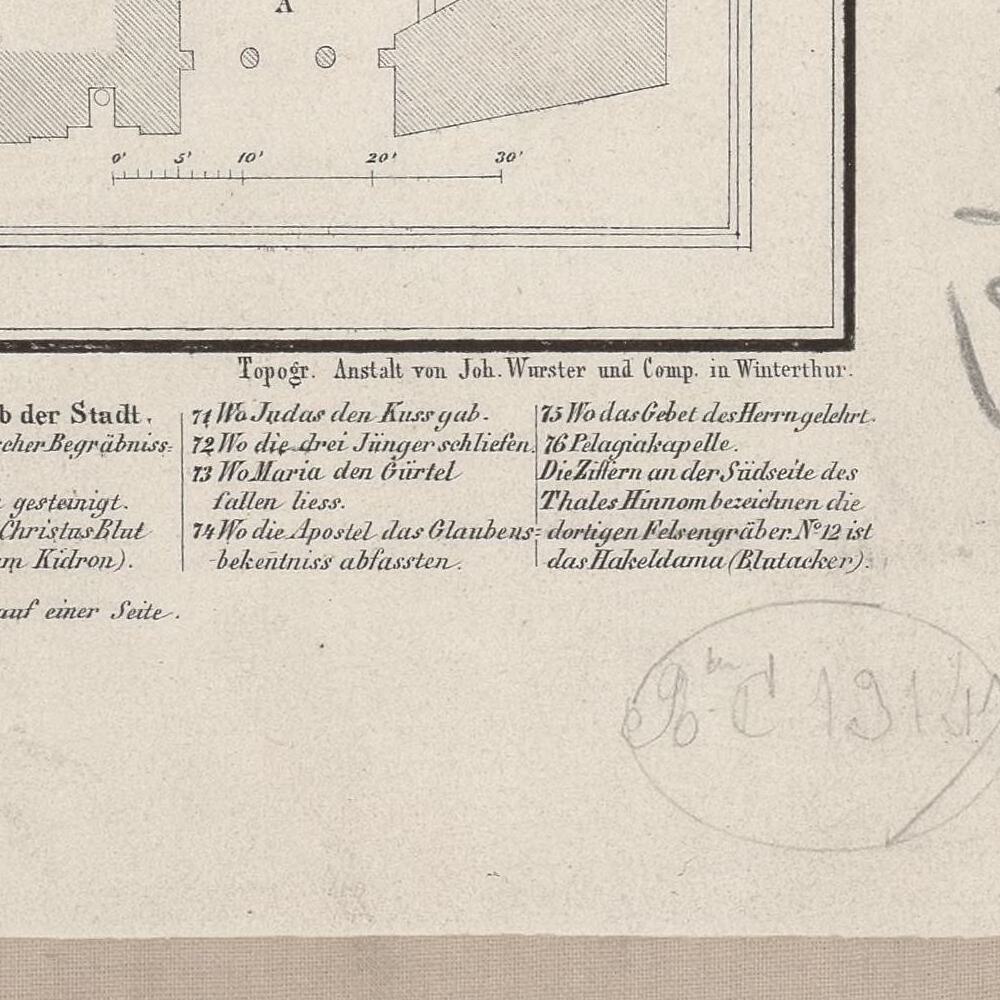 A
0' 5' 10' 20' 30'
Topogr. Anstalt von Joh. Wurster und Comp. in Winterthur.
b der Stadt.
scher Begräbniss-
gesteinigt.
Christus Blut
m Kidron).
auf einer Seite.
71 Wo Judas den Kuss gab.
72 Wo die drei Jünger schliefen.
73 Wo Maria den Gürtel
fallen liess.
74 Wo die Apostel das Glaubens-
bekeñtniss abfassten.
75 Wo das Gebet des Herrn gelehrt.
76 Pelagiakapelle.
Die Ziffern an der Südseite des
Thales Hinnom bezeichnen die
dortigen Felsengräber. No 12 ist
das Hakeldama (Blutacker).
C 1314